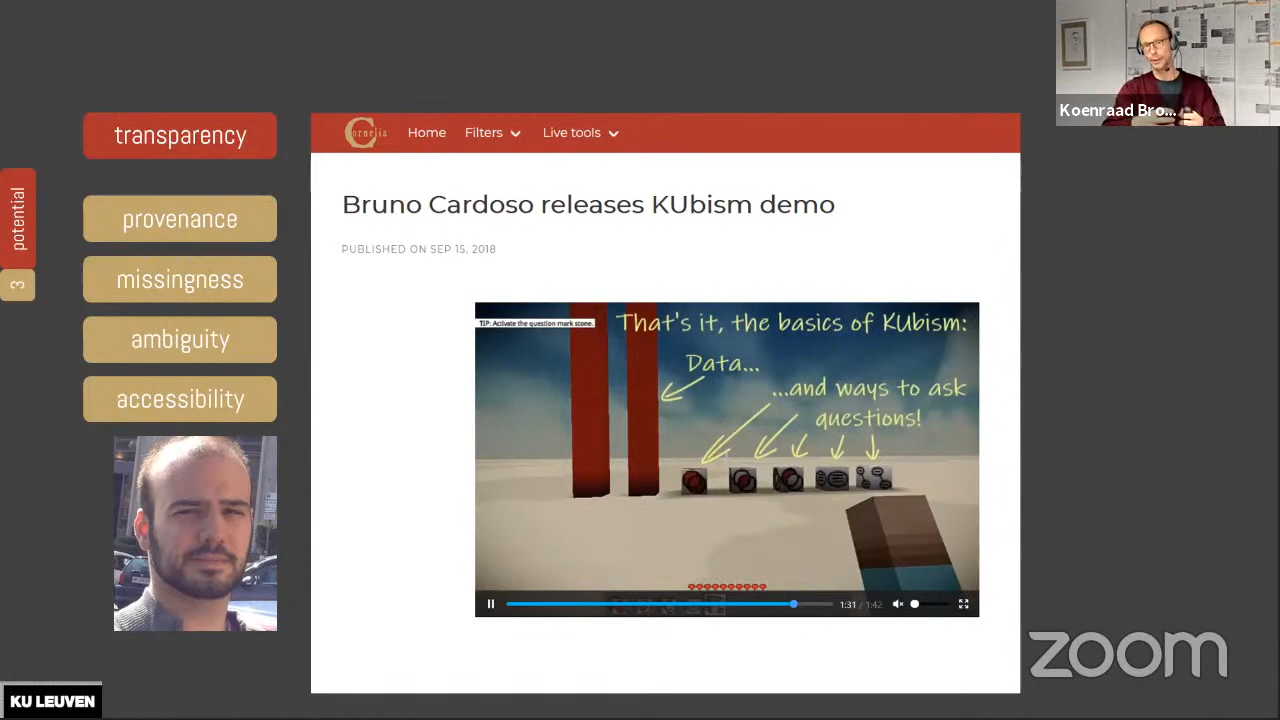 Koenraad Bro...
transparency
Cornelis
Home
Filters
Live tools
potential
3
provenance
missingness
ambiguity
accessibility
Bruno Cardoso releases KUbism demo
PUBLISHED ON SEP 15, 2018
TIP: Activate the question mark stone.
That's it, the basics of KUbism:
Data...
...and ways to ask
questions!
1:31 / 1:42
zoom
KU LEUVEN